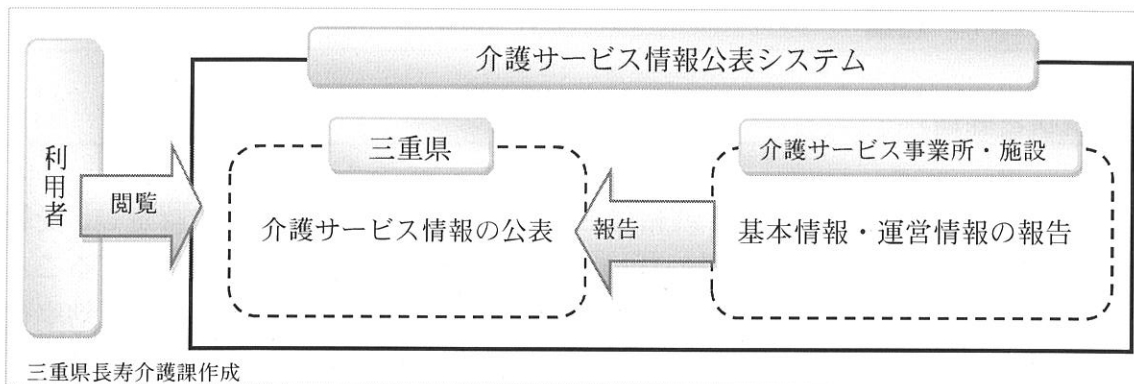 介護サービス情報公表システム
利用者
閲覧
三重県
介護サービス情報の公表
報告
介護サービス事業所・施設
基本情報・運営情報の報告
三重県長寿介護課作成